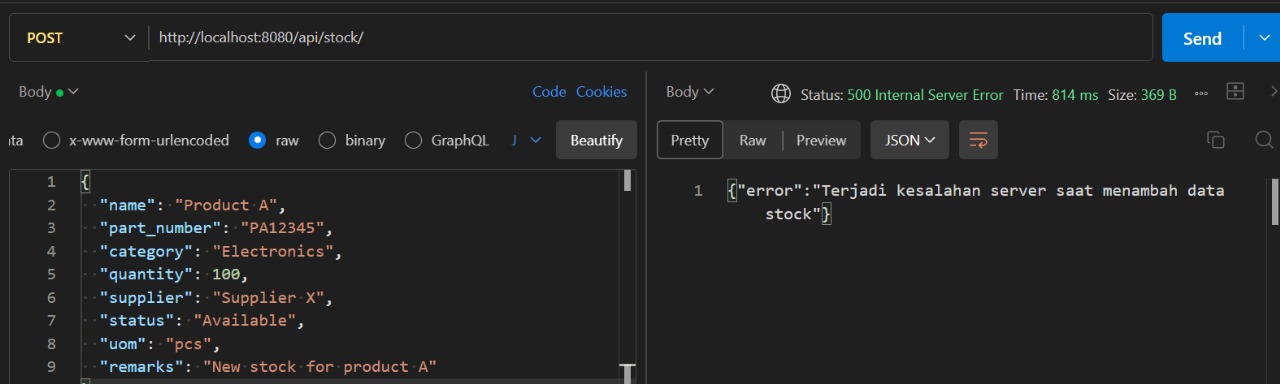 POST
http://localhost:8080/api/stock/
Send
Body
Code Cookies
ta x-www-form-urlencoded raw binary GraphQL J Beautify
1 {
2 "name": "Product A",
3 "part_number": "PA12345",
4 "category": "Electronics",
5 "quantity": 100,
6 "supplier": "Supplier X",
7 "status": "Available",
8 "uom": "pcs",
9 "remarks": "New stock for product A"
Body
Status: 500 Internal Server Error Time: 814 ms Size: 369 B
Pretty Raw Preview JSON
1 {"error":"Terjadi kesalahan server saat menambah data
stock"}